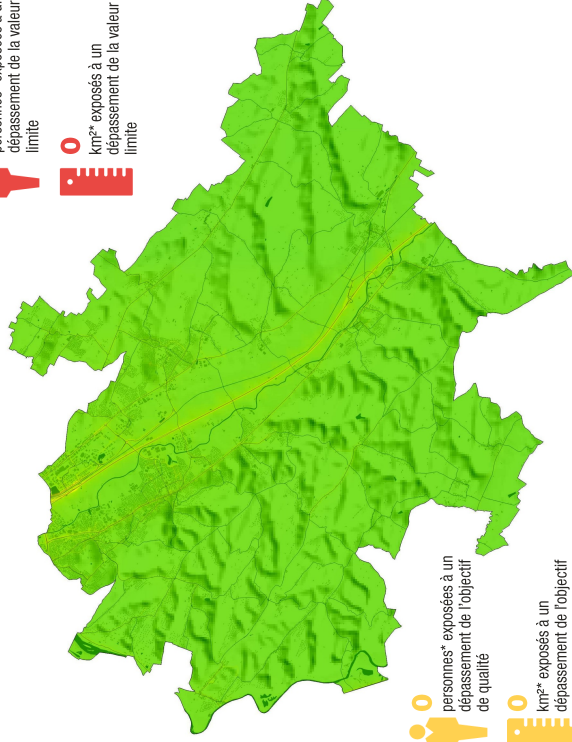 dépassement de la valeur
limite
0
km²* exposés à un
dépassement de la valeur
limite
0
personnes* exposées à un
dépassement de l'objectif
de qualité
0
km²* exposés à un
dépassement de l'objectif